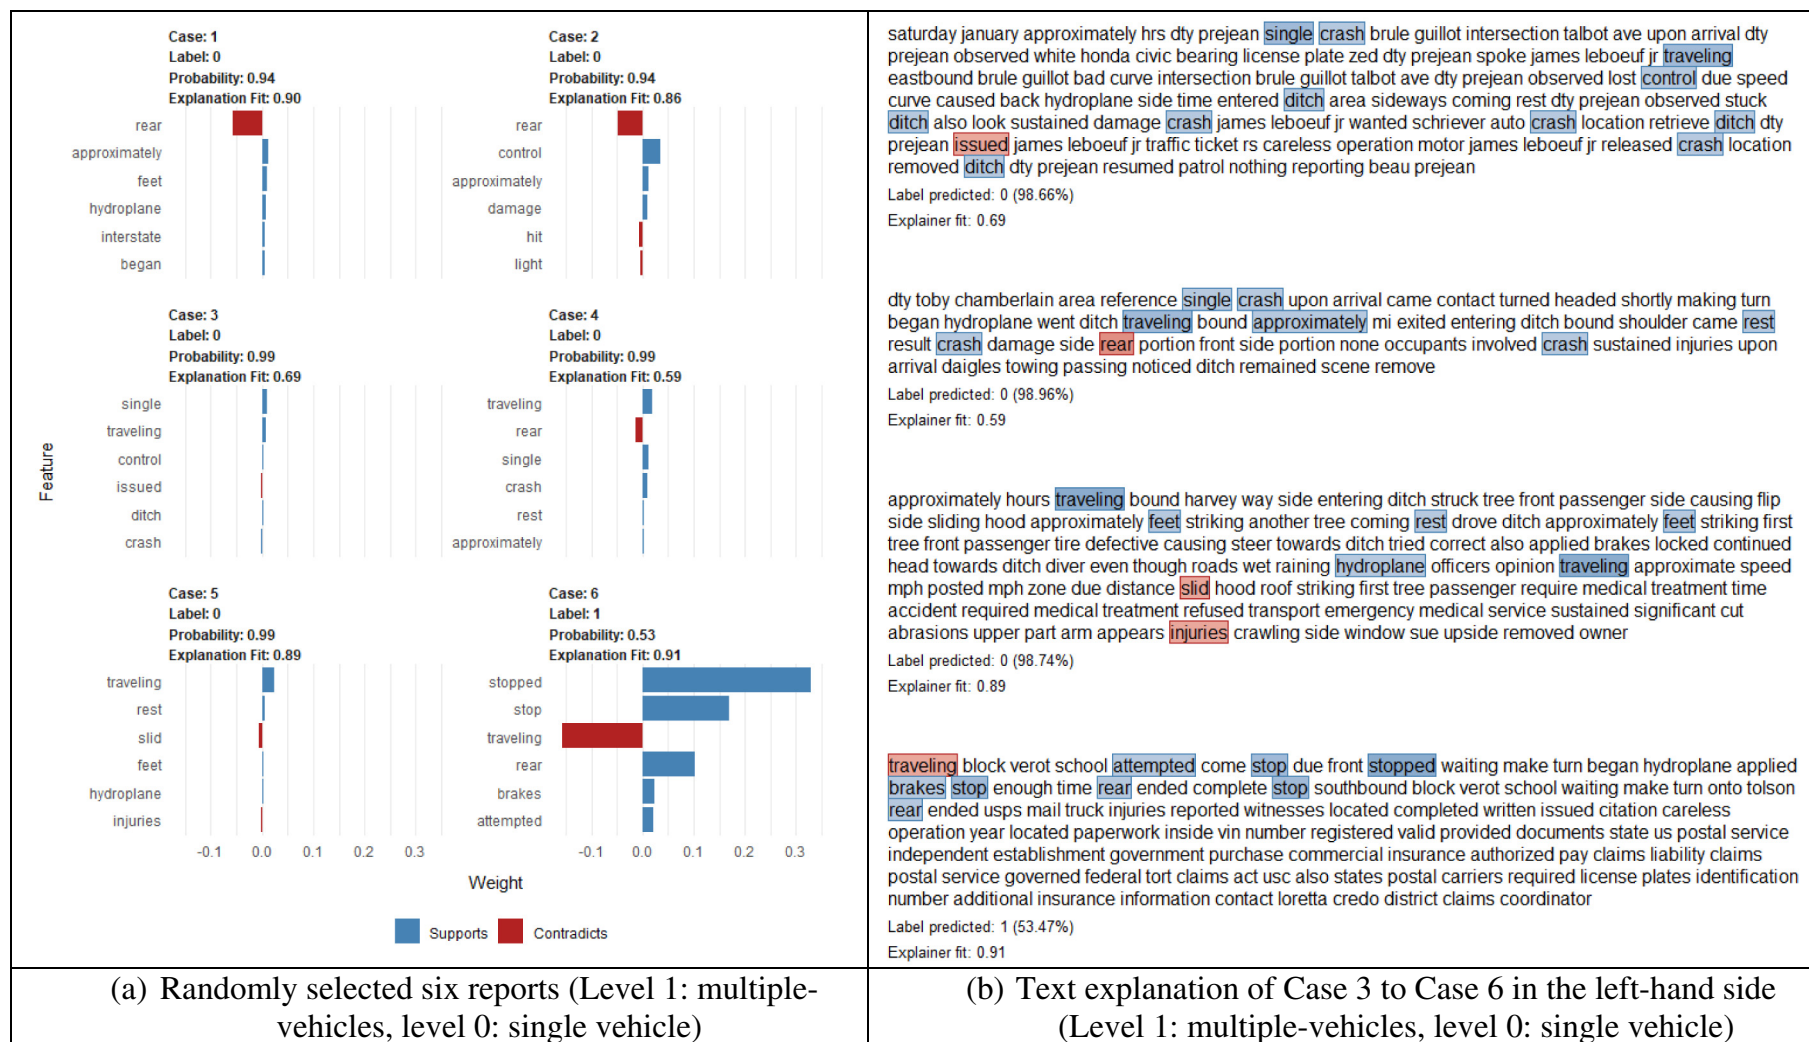 Case: 1
Label: 0
Probability: 0.94
Explanation Fit: 0.90
rear
approximately
feet
hydroplane
interstate
began
Case: 2
Label: 0
Probability: 0.94
Explanation Fit: 0.86
rear
control
approximately
damage
hit
light
Case: 3
Label: 0
Probability: 0.99
Explanation Fit: 0.69
single
traveling
control
issued
ditch
crash
Case: 4
Label: 0
Probability: 0.99
Explanation Fit: 0.59
traveling
rear
single
crash
rest
approximately
Feature
Case: 5
Label: 0
Probability: 0.99
Explanation Fit: 0.89
traveling
rest
slid
feet
hydroplane
injuries
-0.1 0.0 0.1 0.2 0.3
Case: 6
Label: 1
Probability: 0.53
Explanation Fit: 0.91
stopped
stop
traveling
rear
brakes
attempted
-0.1 0.0 0.1 0.2 0.3
Weight
Supports Contradicts
saturday january approximately hrs dty prejean single crash brule guillot intersection talbot ave upon arrival dty
prejean observed white honda civic bearing license plate zed dty prejean spoke james leboeuf jr traveling
eastbound brule guillot bad curve intersection brule guillot talbot ave dty prejean observed lost control due speed
curve caused back hydroplane side time entered ditch area sideways coming rest dty prejean observed stuck
ditch also look sustained damage crash james leboeuf jr wanted schriever auto crash location retrieve ditch dty
prejean issued james leboeuf jr traffic ticket rs careless operation motor james leboeuf jr released crash location
removed ditch dty prejean resumed patrol nothing reporting beau prejean
Label predicted: 0 (98.66%)
Explainer fit: 0.69
dty toby chamberlain area reference single crash upon arrival came contact turned headed shortly making turn
began hydroplane went ditch traveling bound approximately mi exited entering ditch bound shoulder came rest
result crash damage side rear portion front side portion none occupants involved crash sustained injuries upon
arrival daigles towing passing noticed ditch remained scene remove
Label predicted: 0 (98.96%)
Explainer fit: 0.59
approximately hours traveling bound harvey way side entering ditch struck tree front passenger side causing flip
side sliding hood approximately feet striking another tree coming rest drove ditch approximately feet striking first
tree front passenger tire defective causing steer towards ditch tried correct also applied brakes locked continued
head towards ditch diver even though roads wet raining hydroplane officers opinion traveling approximate speed
mph posted mph zone due distance slid hood roof striking first tree passenger require medical treatment time
accident required medical treatment refused transport emergency medical service sustained significant cut
abrasions upper part arm appears injuries crawling side window sue upside removed owner
Label predicted: 0 (98.74%)
Explainer fit: 0.89
traveling block verot school attempted come stop due front stopped waiting make turn began hydroplane applied
brakes stop enough time rear ended complete stop southbound block verot school waiting make turn onto tolson
rear ended usps mail truck injuries reported witnesses located completed written issued citation careless
operation year located paperwork inside vin number registered valid provided documents state us postal service
independent establishment government purchase commercial insurance authorized pay claims liability claims
postal service governed federal tort claims act usc also states postal carriers required license plates identification
number additional insurance information contact loretta credo district claims coordinator
Label predicted: 1 (53.47%)
Explainer fit: 0.91
(a) Randomly selected six reports (Level 1: multiple-
vehicles, level 0: single vehicle)
(b) Text explanation of Case 3 to Case 6 in the left-hand side
(Level 1: multiple-vehicles, level 0: single vehicle)